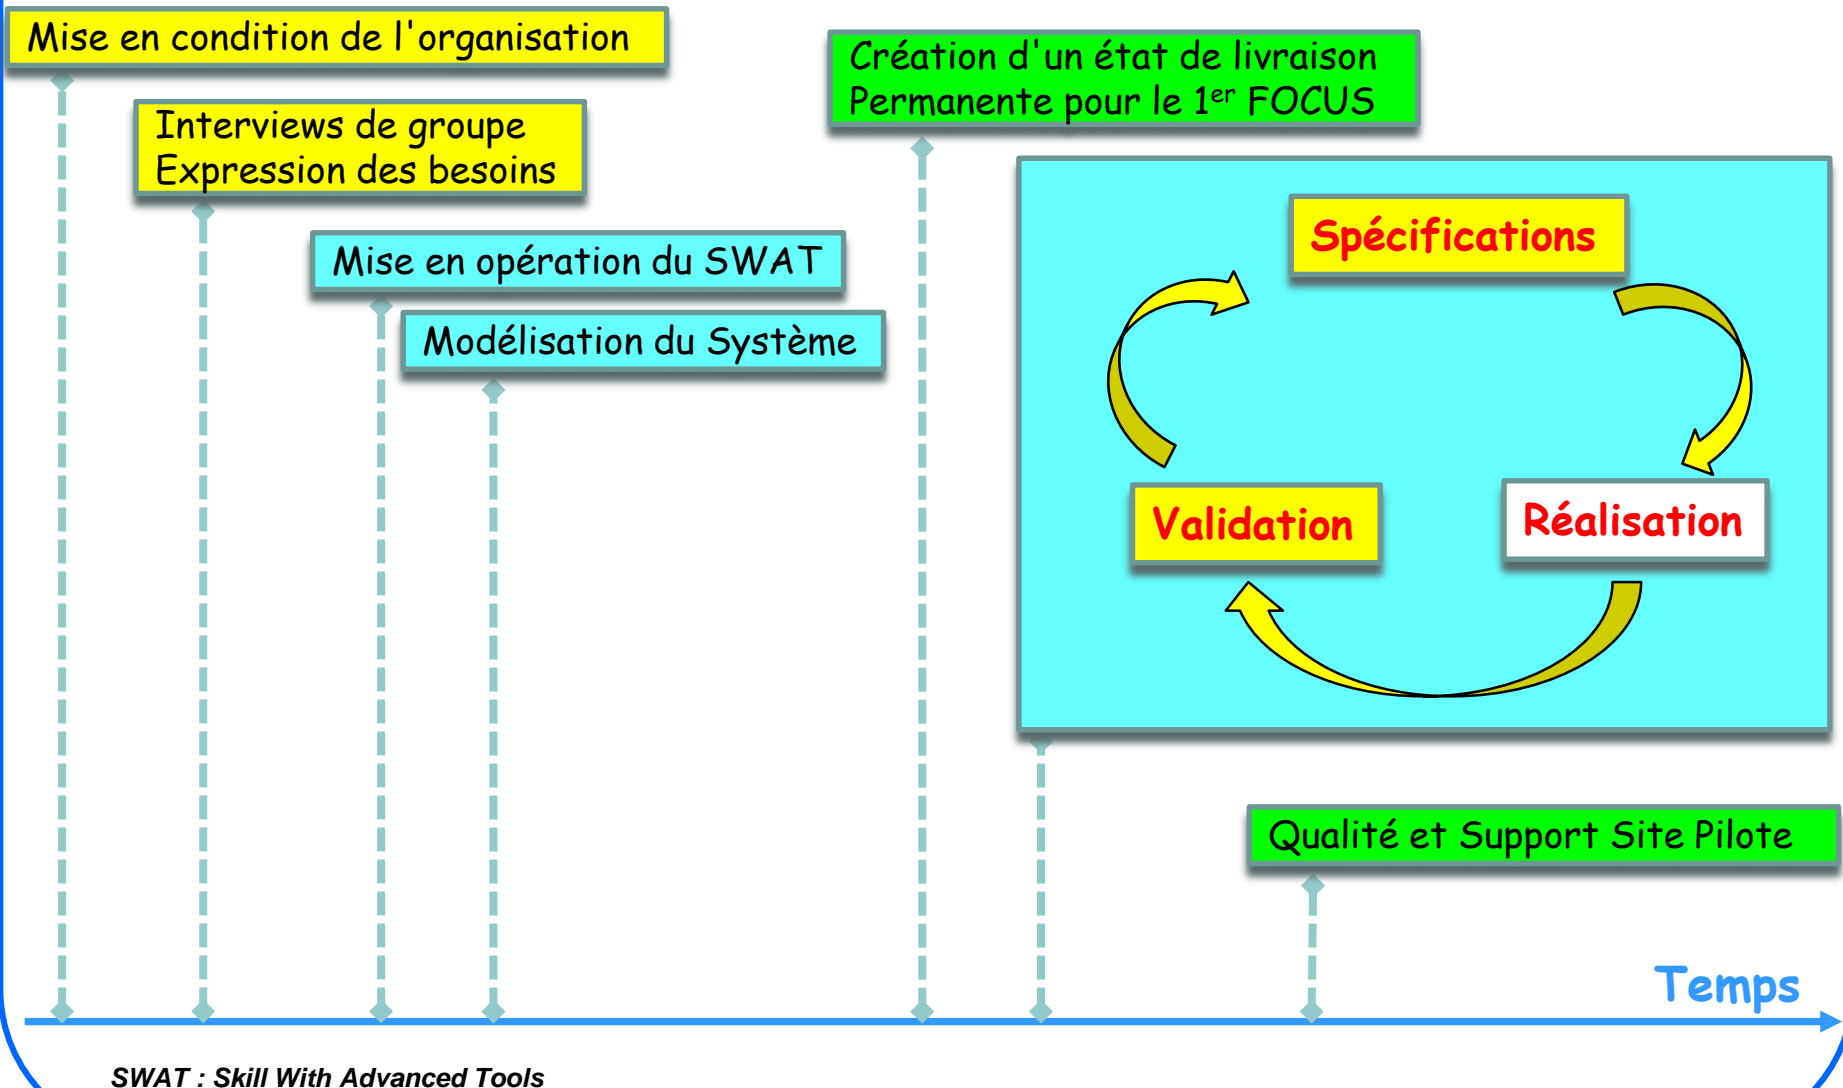 Mise en condition de l'organisation
Création d'un état de livraison
Permanente pour le 1er FOCUS
Interviews de groupe
Expression des besoins
Mise en opération du SWAT
Modélisation du Système
Spécifications
Validation
Réalisation
Qualité et Support Site Pilote
Temps
SWAT : Skill With Advanced Tools